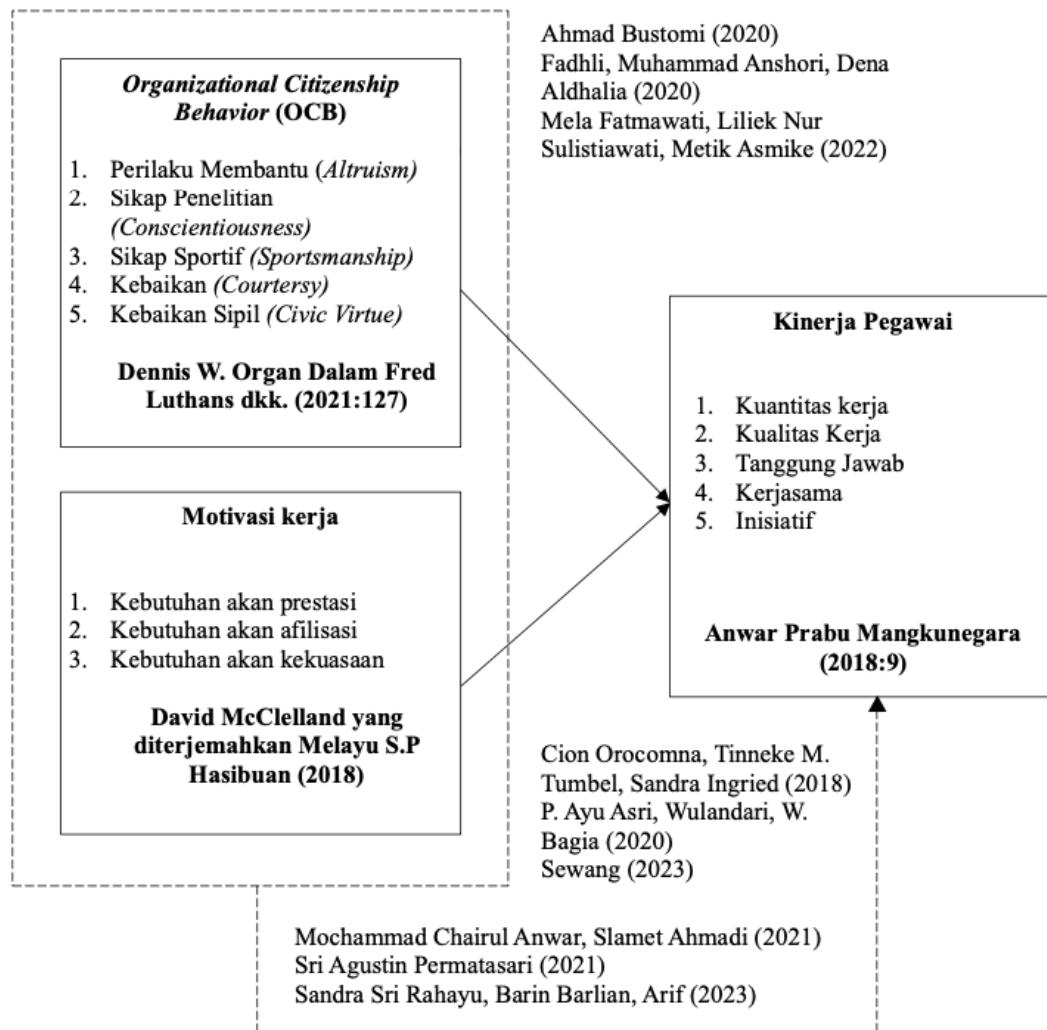 Organizational Citizenship
Behavior (OCB)
1. Perilaku Membantu (Altruism)
2. Sikap Penelitian
(Conscientiousness)
3. Sikap Sportif (Sportsmanship)
4. Kebaikan (Courtersy)
5. Kebaikan Sipil (Civic Virtue)
Dennis W. Organ Dalam Fred
Luthans dkk. (2021:127)
Ahmad Bustomi (2020)
Fadhli, Muhammad Anshori, Dena
Aldhalia (2020)
Mela Fatmawati, Liliek Nur
Sulistiawati, Metik Asmike (2022)
Motivasi kerja
1. Kebutuhan akan prestasi
2. Kebutuhan akan afilisasi
3. Kebutuhan akan kekuasaan
David McClelland yang
diterjemahkan Melayu S.P
Hasibuan (2018)
Kinerja Pegawai
1. Kuantitas kerja
2. Kualitas Kerja
3. Tanggung Jawab
4. Kerjasama
5. Inisiatif
Anwar Prabu Mangkunegara
(2018:9)
Cion Orocomna, Tinneke M.
Tumbel, Sandra Ingried (2018)
P. Ayu Asri, Wulandari, W.
Bagia (2020)
Sewang (2023)
Mochammad Chairul Anwar, Slamet Ahmadi (2021)
Sri Agustin Permatasari (2021)
Sandra Sri Rahayu, Barin Barlian, Arif (2023)